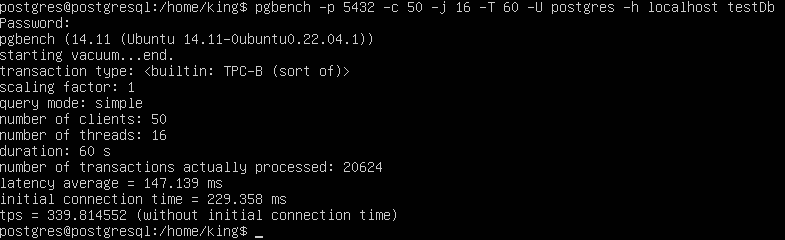 postgres@postgresql:/home/king$ pgbench -p 5432 -c 50 -j 16 -T 60 -U postgres -h localhost testDb
Password:
pgbench (14.11 (Ubuntu 14.11-0ubuntu0.22.04.1))
starting vacuum...end.
transaction type: <builtin: TPC-B (sort of)>
scaling factor: 1
query mode: simple
number of clients: 50
number of threads: 16
duration: 60 s
number of transactions actually processed: 20624
latency average = 147.139 ms
initial connection time = 229.358 ms
tps = 339.814552 (without initial connection time)
postgres@postgresql:/home/king$ _